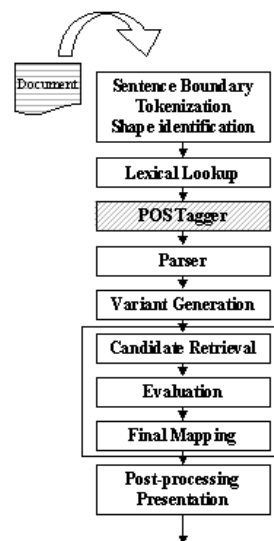 Document
Sentence Boundary
Tokenization
Shape identification
Lexical Lookup
POS Tagger
Parser
Variant Generation
Candidate Retrieval
Evaluation
Final Mapping
Post-processing
Presentation